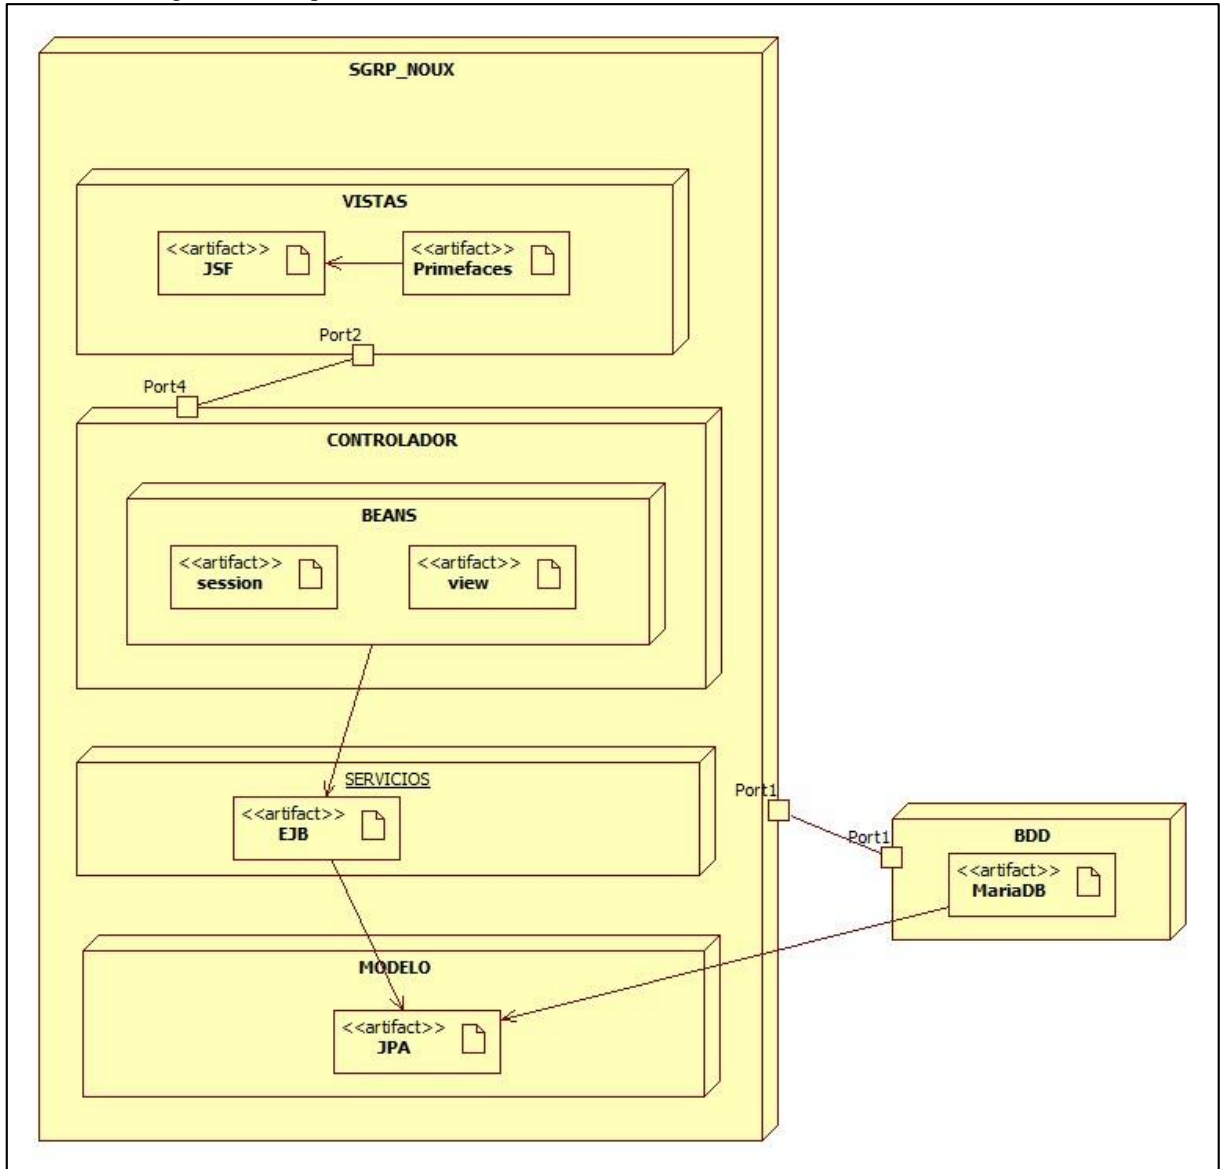 SGRP_NOUX
VISTAS
<<artifact>>
JSF
<<artifact>>
Primefaces
Port2
Port4
CONTROLADOR
BEANS
<<artifact>>
session
<<artifact>>
view
SERVICIOS
<<artifact>>
EJB
Port1
Port1
BDD
<<artifact>>
MariaDB
MODELO
<<artifact>>
JPA